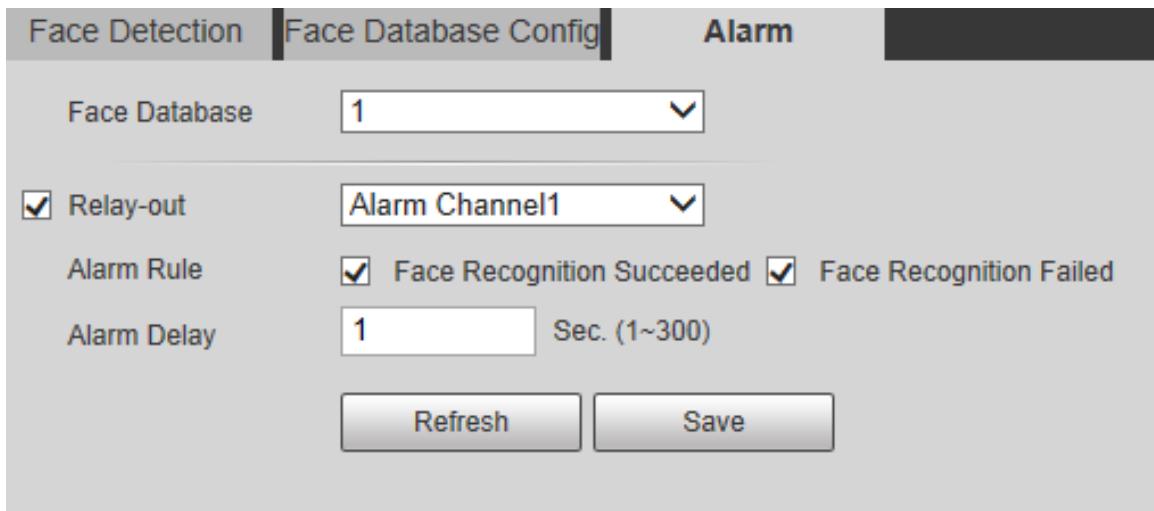 Face Detection Face Database Config Alarm
Face Database 1
Relay-out Alarm Channel1
Alarm Rule Face Recognition Succeeded Face Recognition Failed
Alarm Delay 1 Sec. (1~300)
Refresh Save